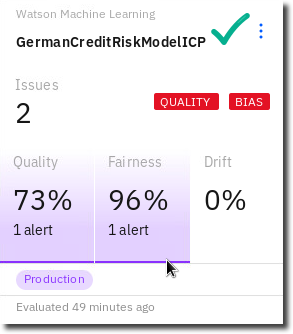 Watson Machine Learning
GermanCreditRiskModelICP
Issues
2
QUALITY BIAS
Quality Fairness Drift
73% 96% 0%
1 alert 1 alert
Production
Evaluated 49 minutes ago